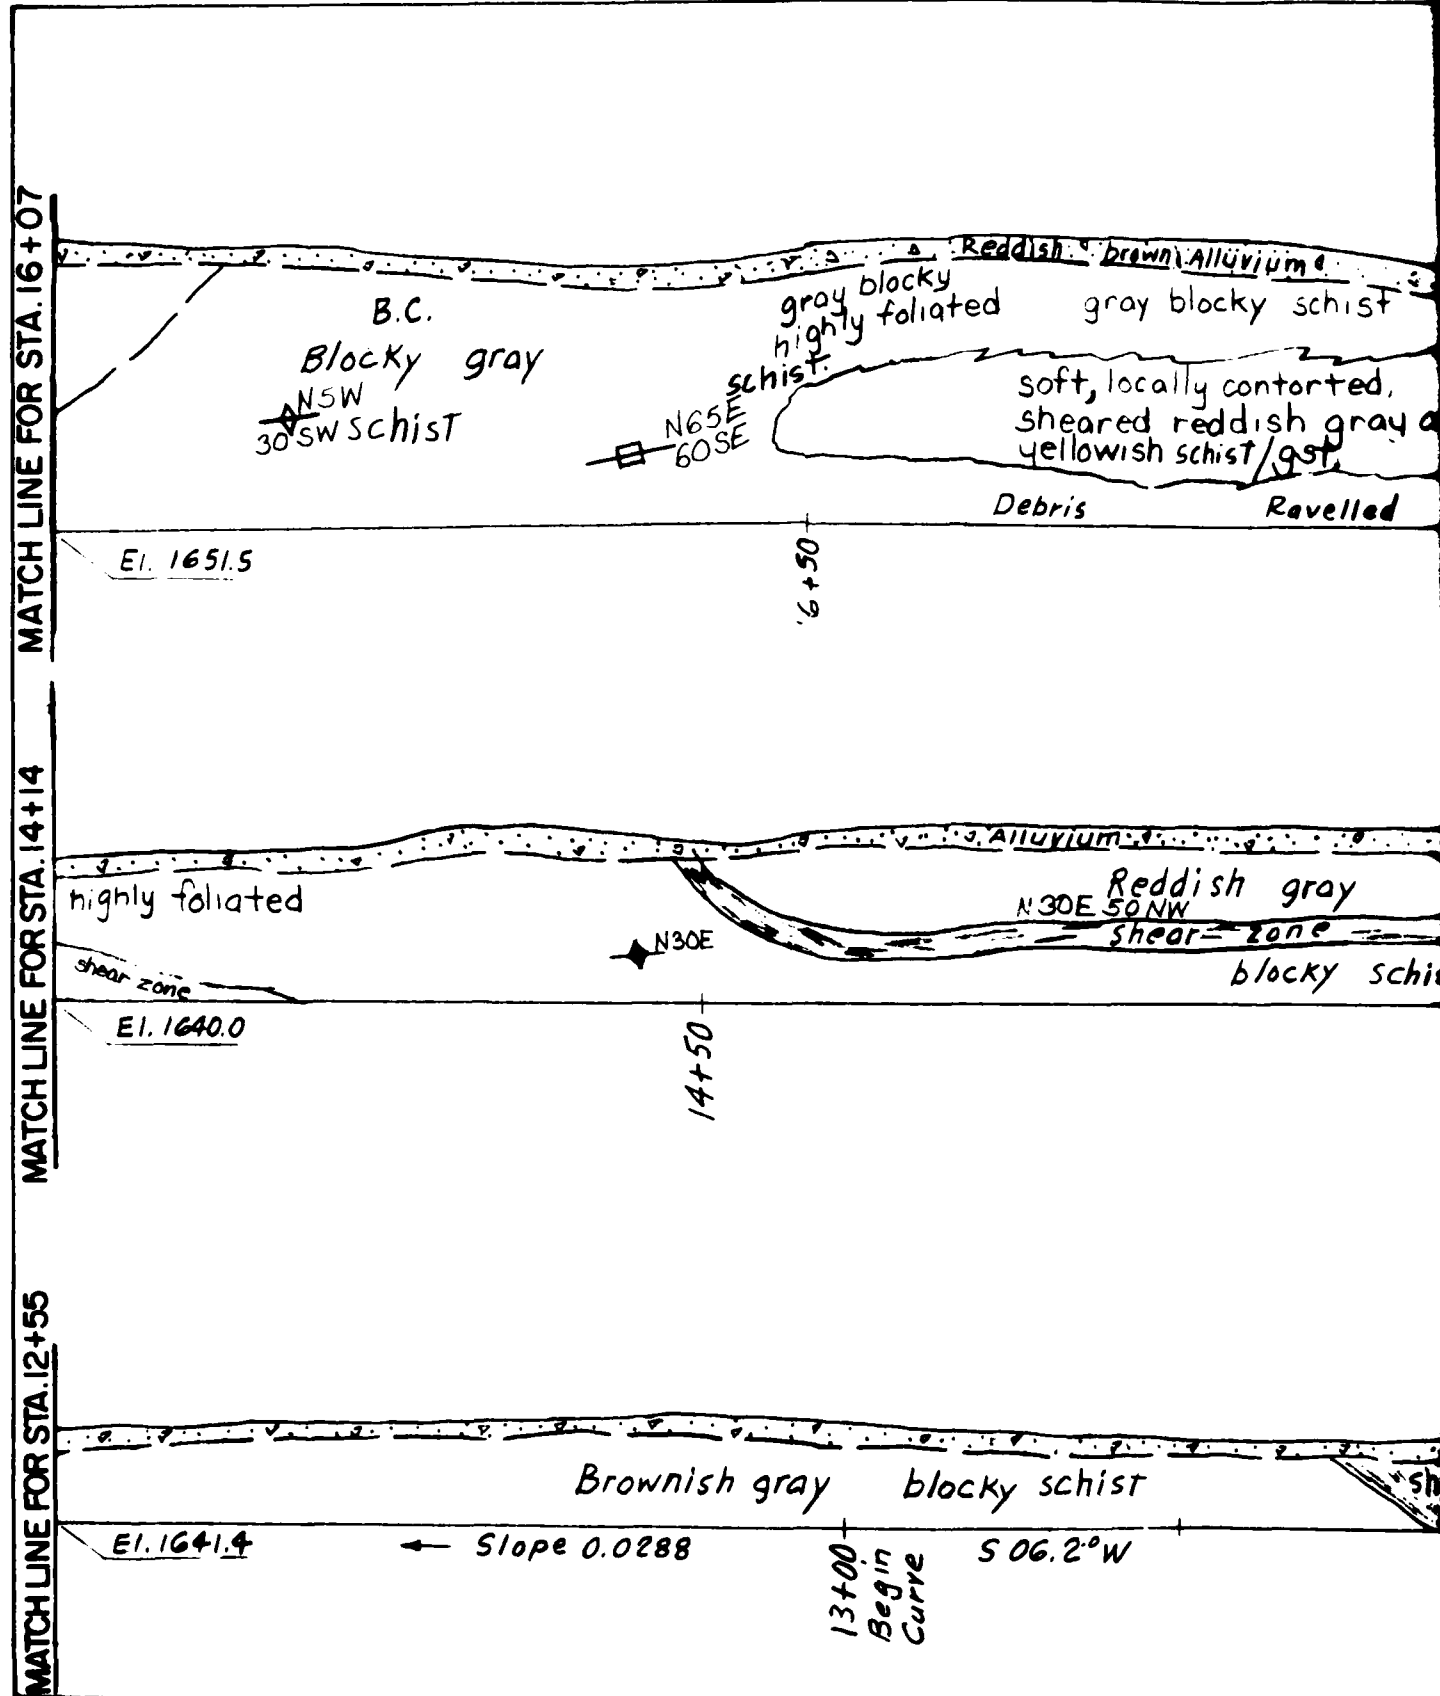 MATCH LINE FOR STA. 16+07
Reddish brown Alluvium
B.C.
Blocky gray
schist
N5W
30 SW
gray blocky
highly foliated
schist.
gray blocky schist
N65E
60SE
soft, locally contorted,
sheared reddish gray
yellowish schist/gst.
Debris
Ravelled
El. 1651.5
6+50
MATCH LINE FOR STA. 14+14
Alluvium
highly foliated
Reddish gray
N30E 50NW
shear zone
N30E
shear zone
blocky schis
El. 1640.0
14+50
MATCH LINE FOR STA. 12+55
Brownish gray blocky schist
sh
El. 1641.4
← Slope 0.0288
S 06.2°W
13+00
Begin
Curve